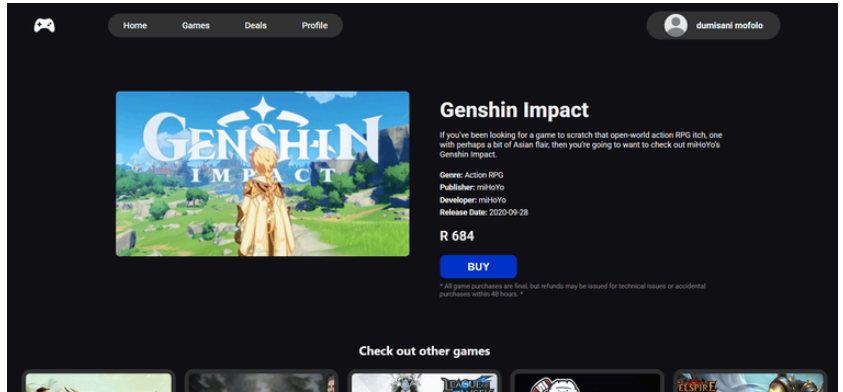 Home Games Deals Profile
dumisani mofolo
GENSHIN
IMPACT
Genshin Impact
If you've been looking for a game to scratch that open-world action RPG itch, one
with perhaps a bit of Asian flair, then you're going to want to check out miHoYo's
Genshin Impact.
Genre: Action RPG
Publisher: miHoYo
Developer: miHoYo
Release Date: 2020-09-28
R 684
BUY
* All game purchases are final, but refunds may be issued for technical issues or accidental
purchases within 48 hours. *
Check out other games
LEAGUE OF
ANGELS
ELSPIRE